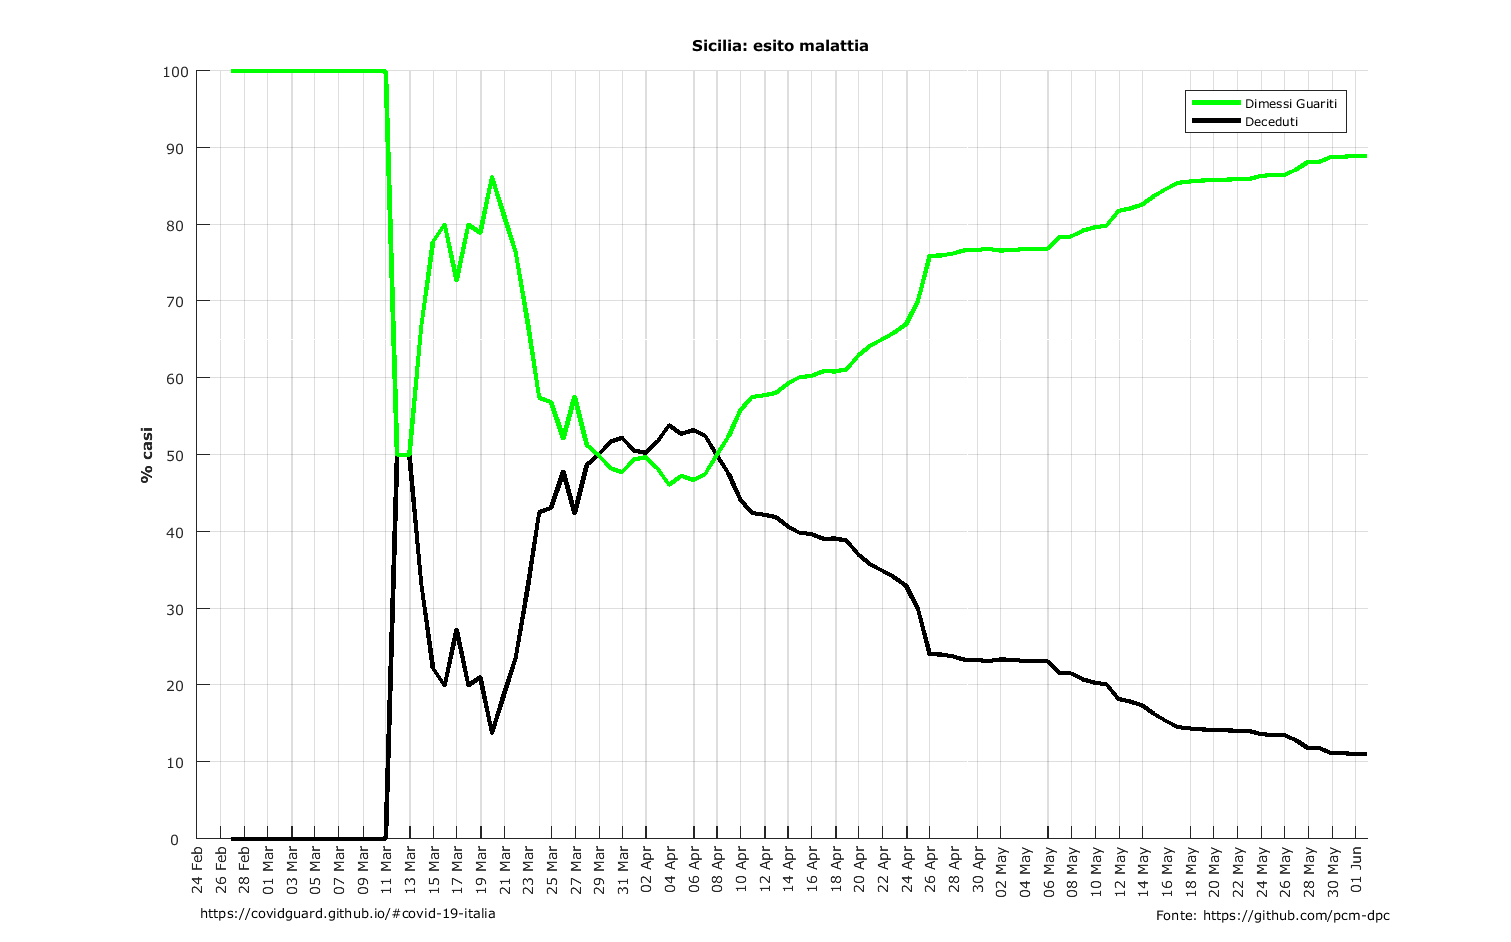 Sicilia: esito malattia
Dimessi Guariti
Deceduti
% casi
100
90
80
70
60
50
40
30
20
10
0
24 Feb
26 Feb
28 Feb
01 Mar
03 Mar
05 Mar
07 Mar
09 Mar
11 Mar
13 Mar
15 Mar
17 Mar
19 Mar
21 Mar
23 Mar
25 Mar
27 Mar
29 Mar
31 Mar
02 Apr
04 Apr
06 Apr
08 Apr
10 Apr
12 Apr
14 Apr
16 Apr
18 Apr
20 Apr
22 Apr
24 Apr
26 Apr
28 Apr
30 Apr
02 May
04 May
06 May
08 May
10 May
12 May
14 May
16 May
18 May
20 May
22 May
24 May
26 May
28 May
30 May
01 Jun
https://covidguard.github.io/#covid-19-italia
Fonte: https://github.com/pcm-dpc